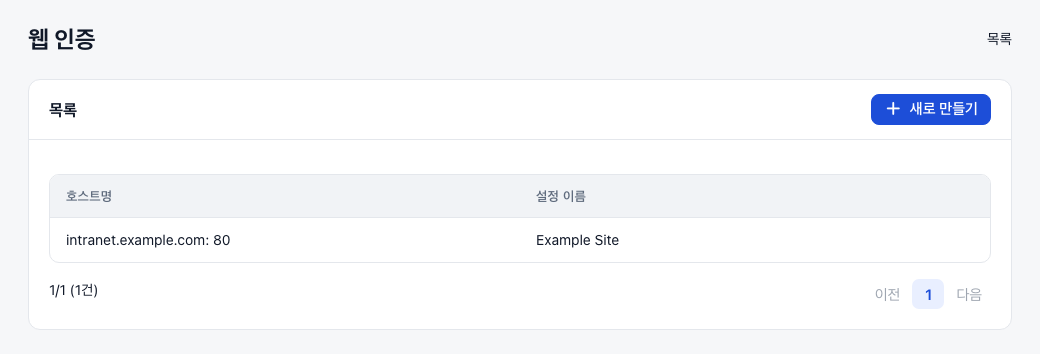 웹 인증
목록
목록
새로 만들기
호스트명 설정 이름
intranet.example.com: 80 Example Site
1/1 (1건)
이전 1 다음